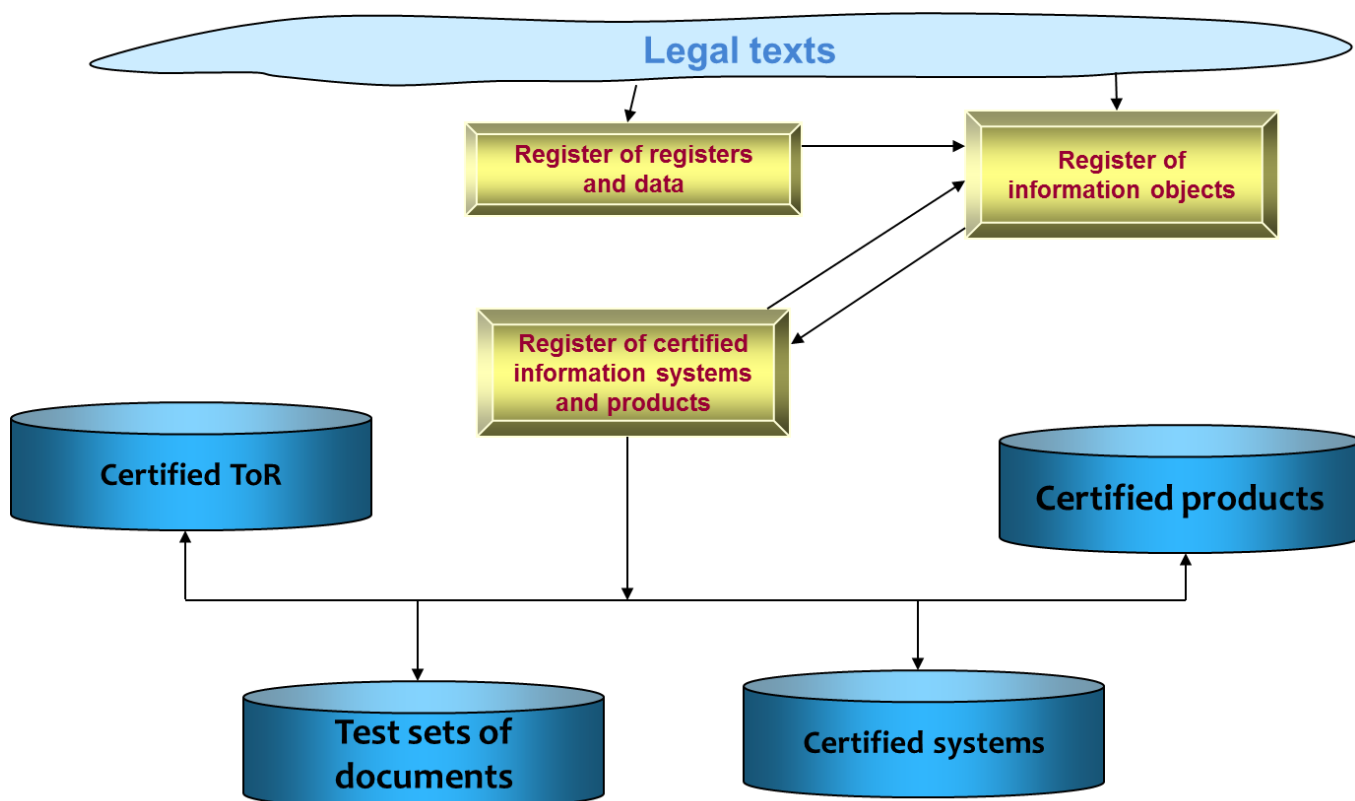 Legal texts
Register of registers
and data
Register of
information objects
Register of certified
information systems
and products
Certified ToR
Certified products
Test sets of
documents
Certified systems